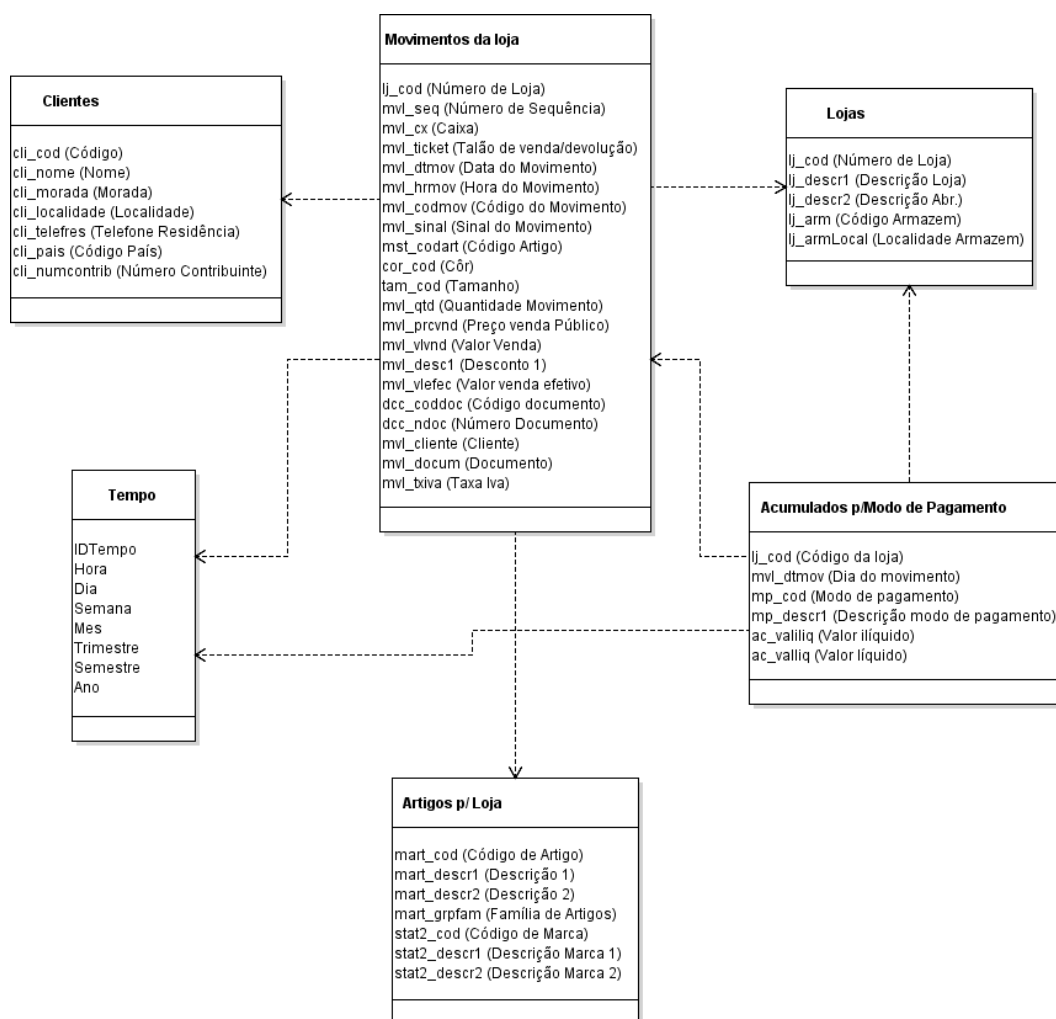 Movimentos da loja
lj_cod (Número de Loja)
mvl_seq (Número de Sequência)
mvl_cx (Caixa)
mvl_ticket (Talão de venda/devolução)
mvl_dtmov (Data do Movimento)
mvl_hrmov (Hora do Movimento)
mvl_codmov (Código do Movimento)
mvl_sinal (Sinal do Movimento)
mst_codart (Código Artigo)
cor_cod (Côr)
tam_cod (Tamanho)
mvl_qtd (Quantidade Movimento)
mvl_prcvnd (Preço venda Público)
mvl_vlvnd (Valor Venda)
mvl_desc1 (Desconto 1)
mvl_vlefec (Valor venda efetivo)
dcc_coddoc (Código documento)
dcc_ndoc (Número Documento)
mvl_cliente (Cliente)
mvl_docum (Documento)
mvl_txiva (Taxa Iva)
Clientes
cli_cod (Código)
cli_nome (Nome)
cli_morada (Morada)
cli_localidade (Localidade)
cli_telefres (Telefone Residência)
cli_pais (Código País)
cli_numcontrib (Número Contribuinte)
Lojas
lj_cod (Número de Loja)
lj_descr1 (Descrição Loja)
lj_descr2 (Descrição Abr.)
lj_arm (Código Armazem)
lj_armLocal (Localidade Armazem)
Tempo
IDTempo
Hora
Dia
Semana
Mes
Trimestre
Semestre
Ano
Acumulados p/Modo de Pagamento
lj_cod (Código da loja)
mvl_dtmov (Dia do movimento)
mp_cod (Modo de pagamento)
mp_descr1 (Descrição modo de pagamento)
ac_valiliq (Valor ilíquido)
ac_valliq (Valor líquido)
Artigos p/ Loja
mart_cod (Código de Artigo)
mart_descr1 (Descrição 1)
mart_descr2 (Descrição 2)
mart_grpfam (Família de Artigos)
stat2_cod (Código de Marca)
stat2_descr1 (Descrição Marca 1)
stat2_descr2 (Descrição Marca 2)